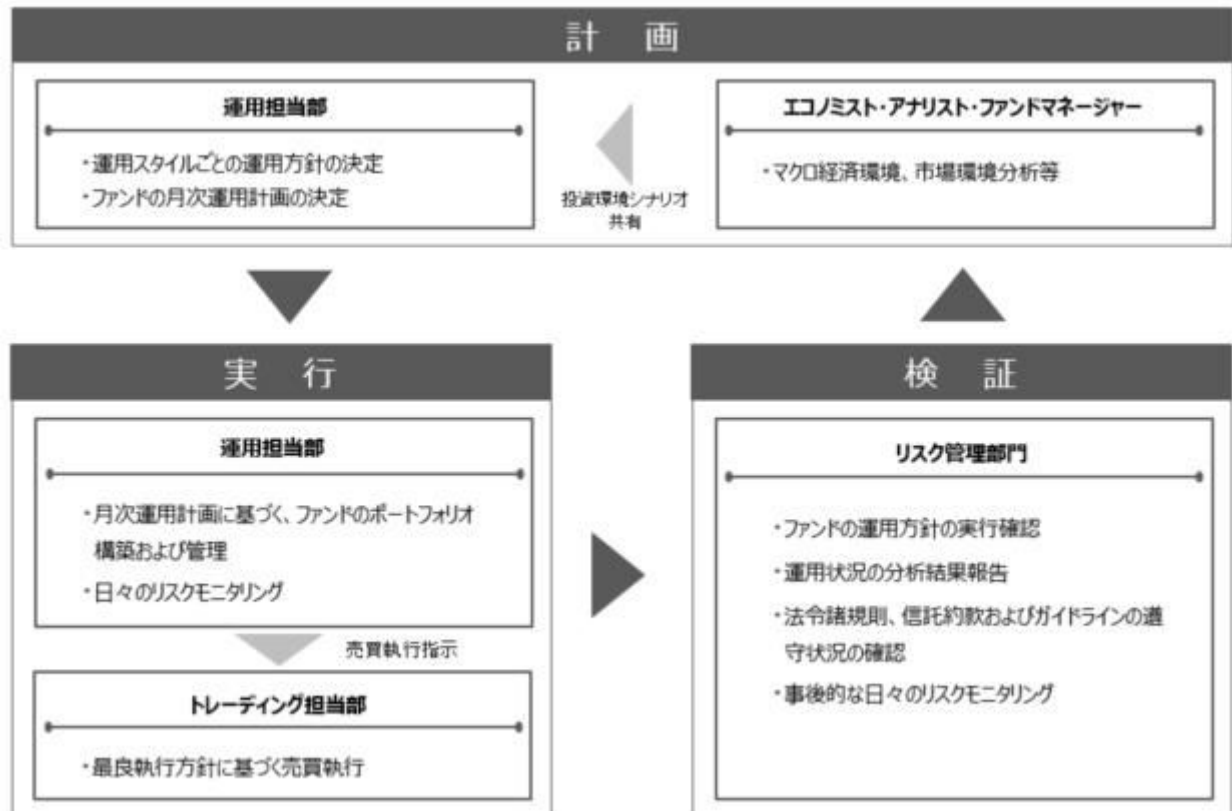 計 画
運用担当部
・運用スタイルごとの運用方針の決定
・ファンドの月次運用計画の決定
投資環境シナリオ
共有
エコノミスト・アナリスト・ファンドマネージャー
・マクロ経済環境、市場環境分析等
実 行
運用担当部
・月次運用計画に基づく、ファンドのポートフォリオ
構築および管理
・日々のリスクモニタリング
売買執行指示
トレーディング担当部
・最良執行方針に基づく売買執行
検 証
リスク管理部門
・ファンドの運用方針の実行確認
・運用状況の分析結果報告
・法令諸規則、信託約款およびガイドラインの遵
守状況の確認
・事後的な日々のリスクモニタリング